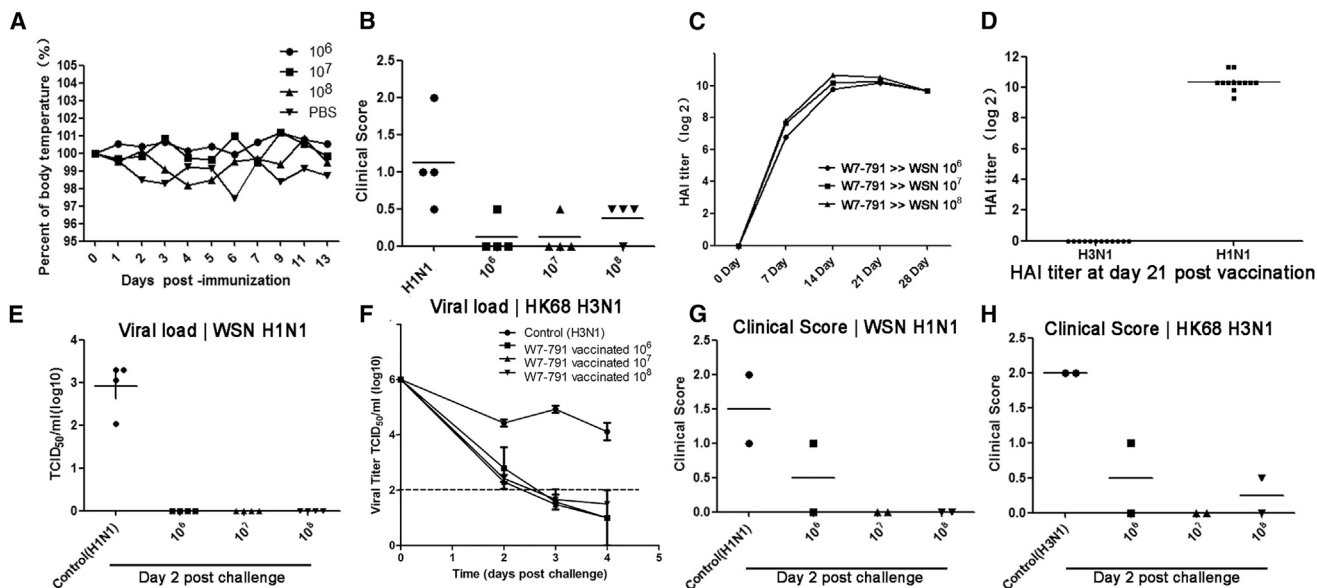 A
10⁶
10⁷
10⁸
PBS
Percent of body temperature (%)
105
104
103
102
101
100
99
98
97
96
95
0 1 2 3 4 5 6 7 9 11 13
Days post -immunization
B
Clinical Score
2.5
2.0
1.5
1.0
0.5
0.0
H1N1 10⁶ 10⁷ 10⁸
C
HAI titer (log 2)
10
8
6
4
2
0
W7-791 >> WSN 10⁶
W7-791 >> WSN 10⁷
W7-791 >> WSN 10⁸
0 Day 7 Day 14 Day 21 Day 28 Day
D
HAI titer (log 2)
12
10
8
6
4
2
0
H3N1 H1N1
HAI titer at day 21 post vaccination
E
Viral load | WSN H1N1
TCID₅₀/ml(log10)
4
3
2
1
0
Control(H1N1) 10⁶ 10⁷ 10⁸
Day 2 post challenge
F
Viral load | HK68 H3N1
Control (H3N1)
W7-791 vaccinated 10⁶
W7-791 vaccinated 10⁷
W7-791 vaccinated 10⁸
Viral Titer TCID₅₀/ml (log10)
8
6
4
2
0
0 1 2 3 4 5
Time (days post challenge)
G
Clinical Score | WSN H1N1
Clinical Score
2.5
2.0
1.5
1.0
0.5
0.0
Control(H1N1) 10⁶ 10⁷ 10⁸
Day 2 post challenge
H
Clinical Score | HK68 H3N1
Clinical Score
2.5
2.0
1.5
1.0
0.5
0.0
Control(H3N1) 10⁶ 10⁷ 10⁸
Day 2 post challenge